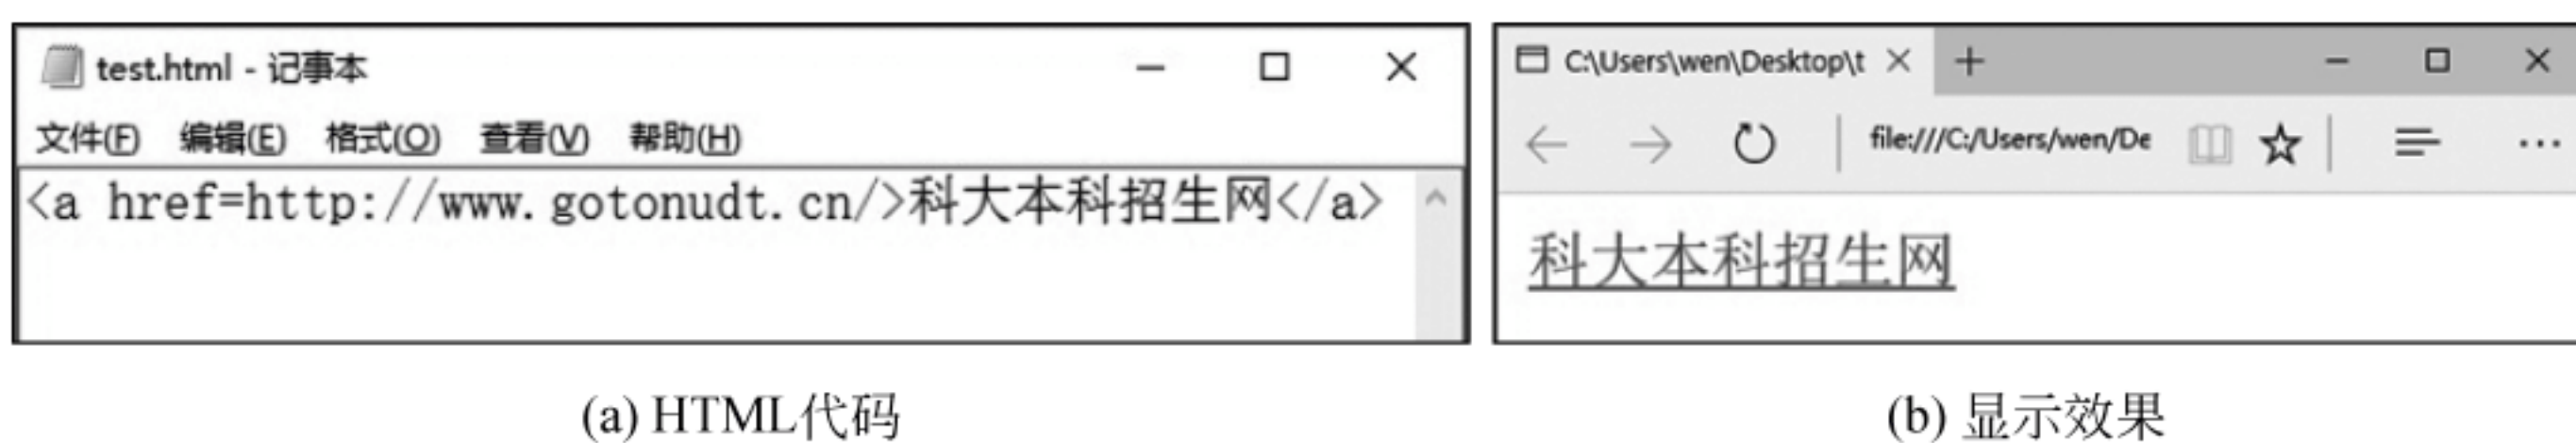 test.html - 记事本
文件(F) 编辑(E) 格式(O) 查看(V) 帮助(H)
<a href=http://www.gotonudt.cn/>科大本科招生网</a>
(a) HTML代码
C:\Users\wen\Desktop\t
file:///C:/Users/wen/De
科大本科招生网
(b) 显示效果